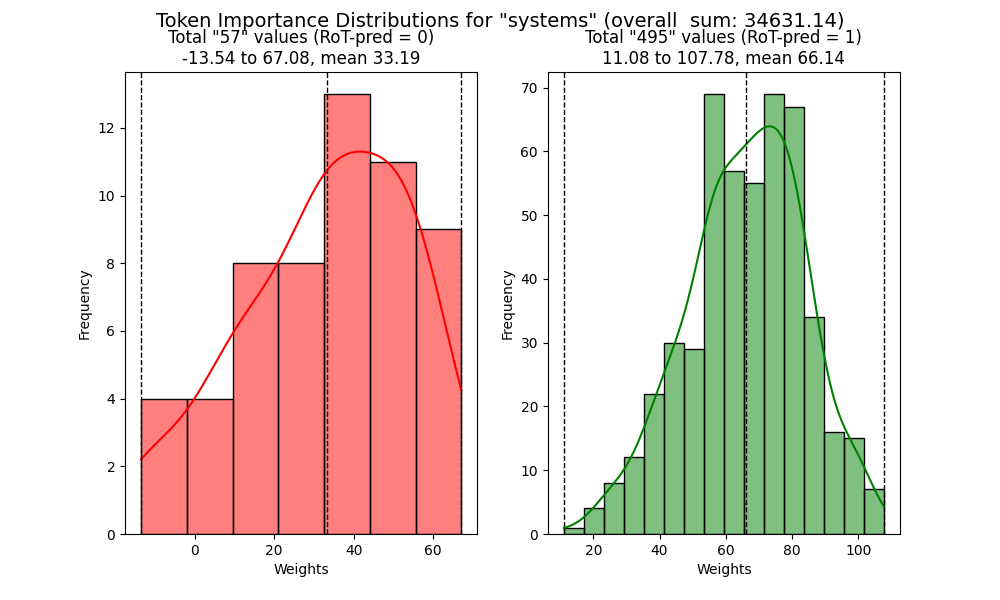 Token Importance Distributions for "systems" (overall  sum: 34631.14)
Total "57" values (RoT-pred = 0)
-13.54 to 67.08, mean 33.19
Frequency
12
10
8
6
4
2
0
0 20 40 60
Weights
Total "495" values (RoT-pred = 1)
11.08 to 107.78, mean 66.14
Frequency
70
60
50
40
30
20
10
0
20 40 60 80 100
Weights